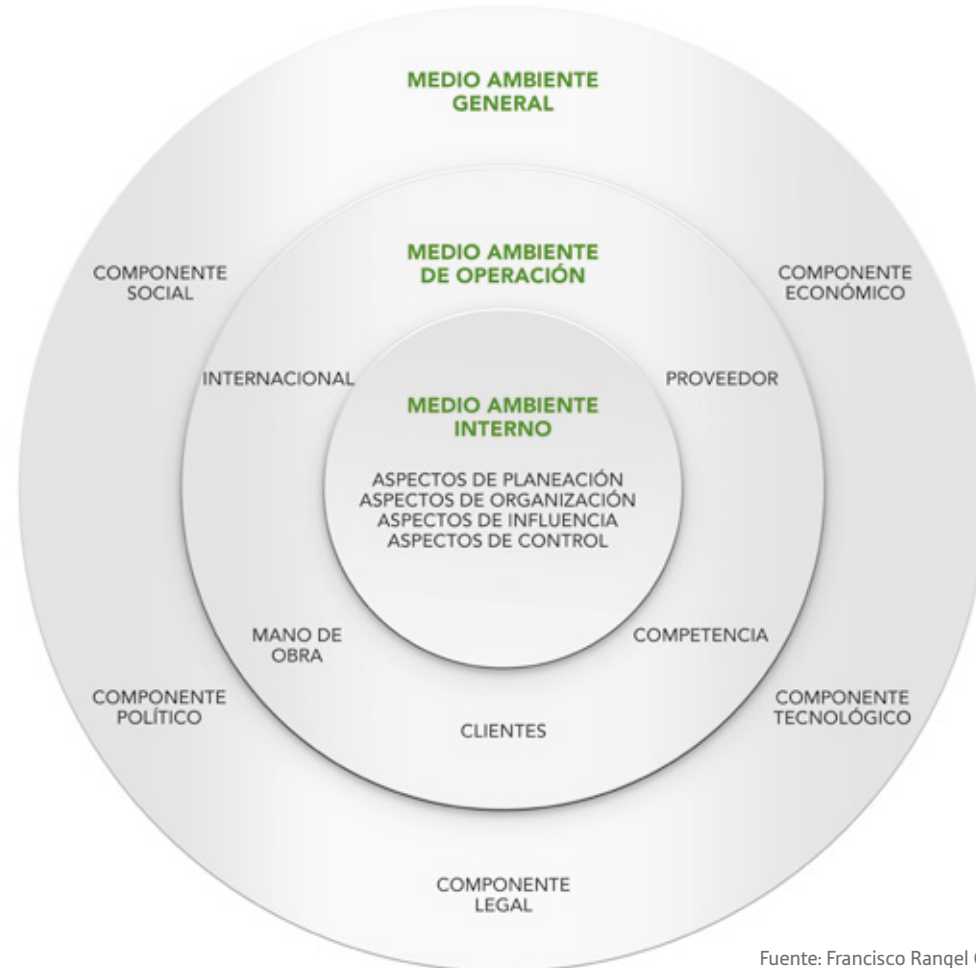 MEDIO AMBIENTE
GENERAL
MEDIO AMBIENTE
DE OPERACIÓN
COMPONENTE
SOCIAL
COMPONENTE
ECONÓMICO
INTERNACIONAL
PROVEEDOR
MEDIO AMBIENTE
INTERNO
ASPECTOS DE PLANEACIÓN
ASPECTOS DE ORGANIZACIÓN
ASPECTOS DE INFLUENCIA
ASPECTOS DE CONTROL
MANO DE
OBRA
COMPETENCIA
COMPONENTE
POLÍTICO
COMPONENTE
TECNOLÓGICO
CLIENTES
COMPONENTE
LEGAL
Fuente: Francisco Rangel